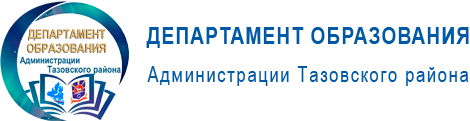 ДЕПАРТАМЕНТ
ОБРАЗОВАНИЯ
Администрации
Тазовского района
ДЕПАРТАМЕНТ ОБРАЗОВАНИЯ
Администрации Тазовского района